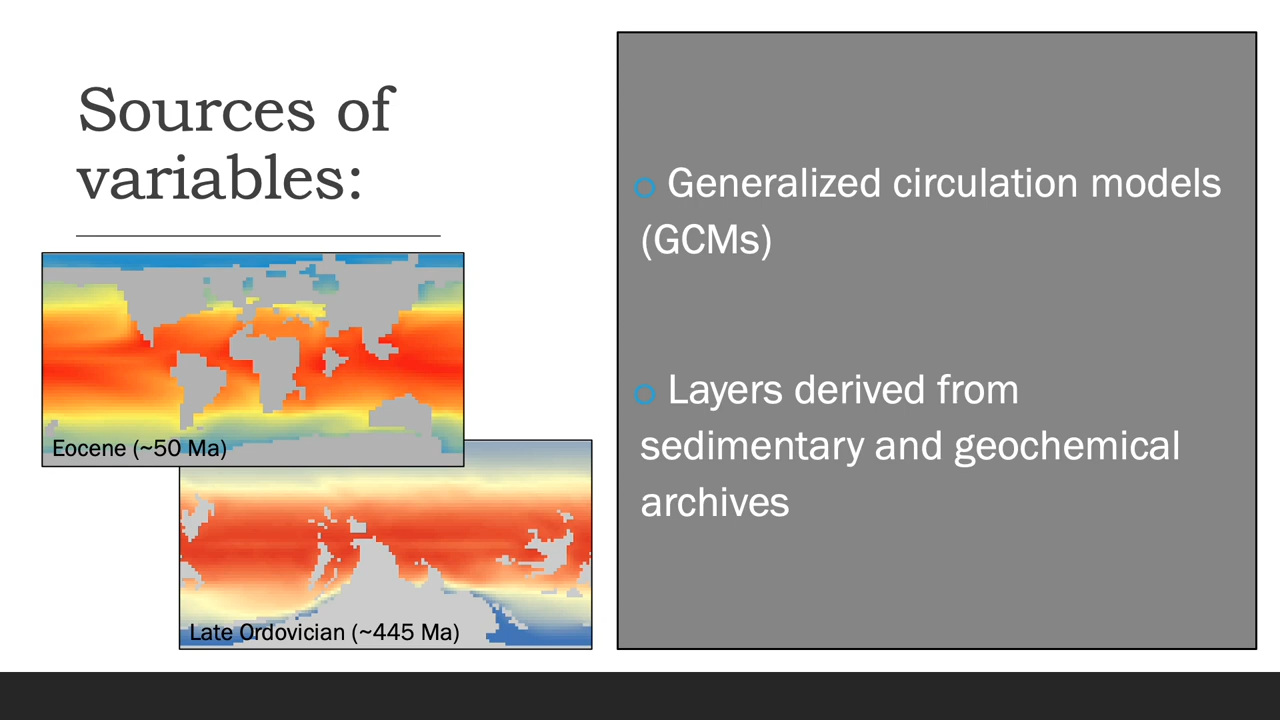 Sources of
variables:
Eocene (~50 Ma)
Late Ordovician (~445 Ma)
Generalized circulation models
(GCMs)
Layers derived from
sedimentary and geochemical
archives